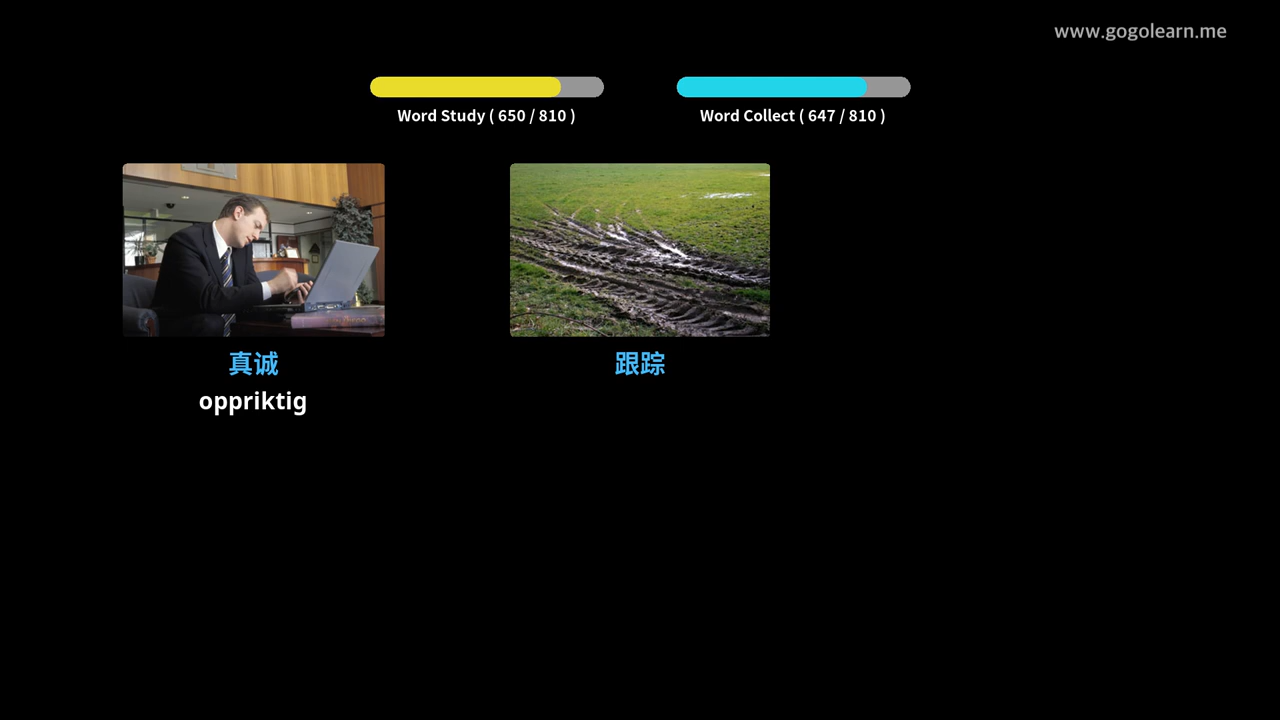 www.gogolearn.me
Word Study ( 650 / 810 )
Word Collect ( 647 / 810 )
真诚
跟踪
oppriktig